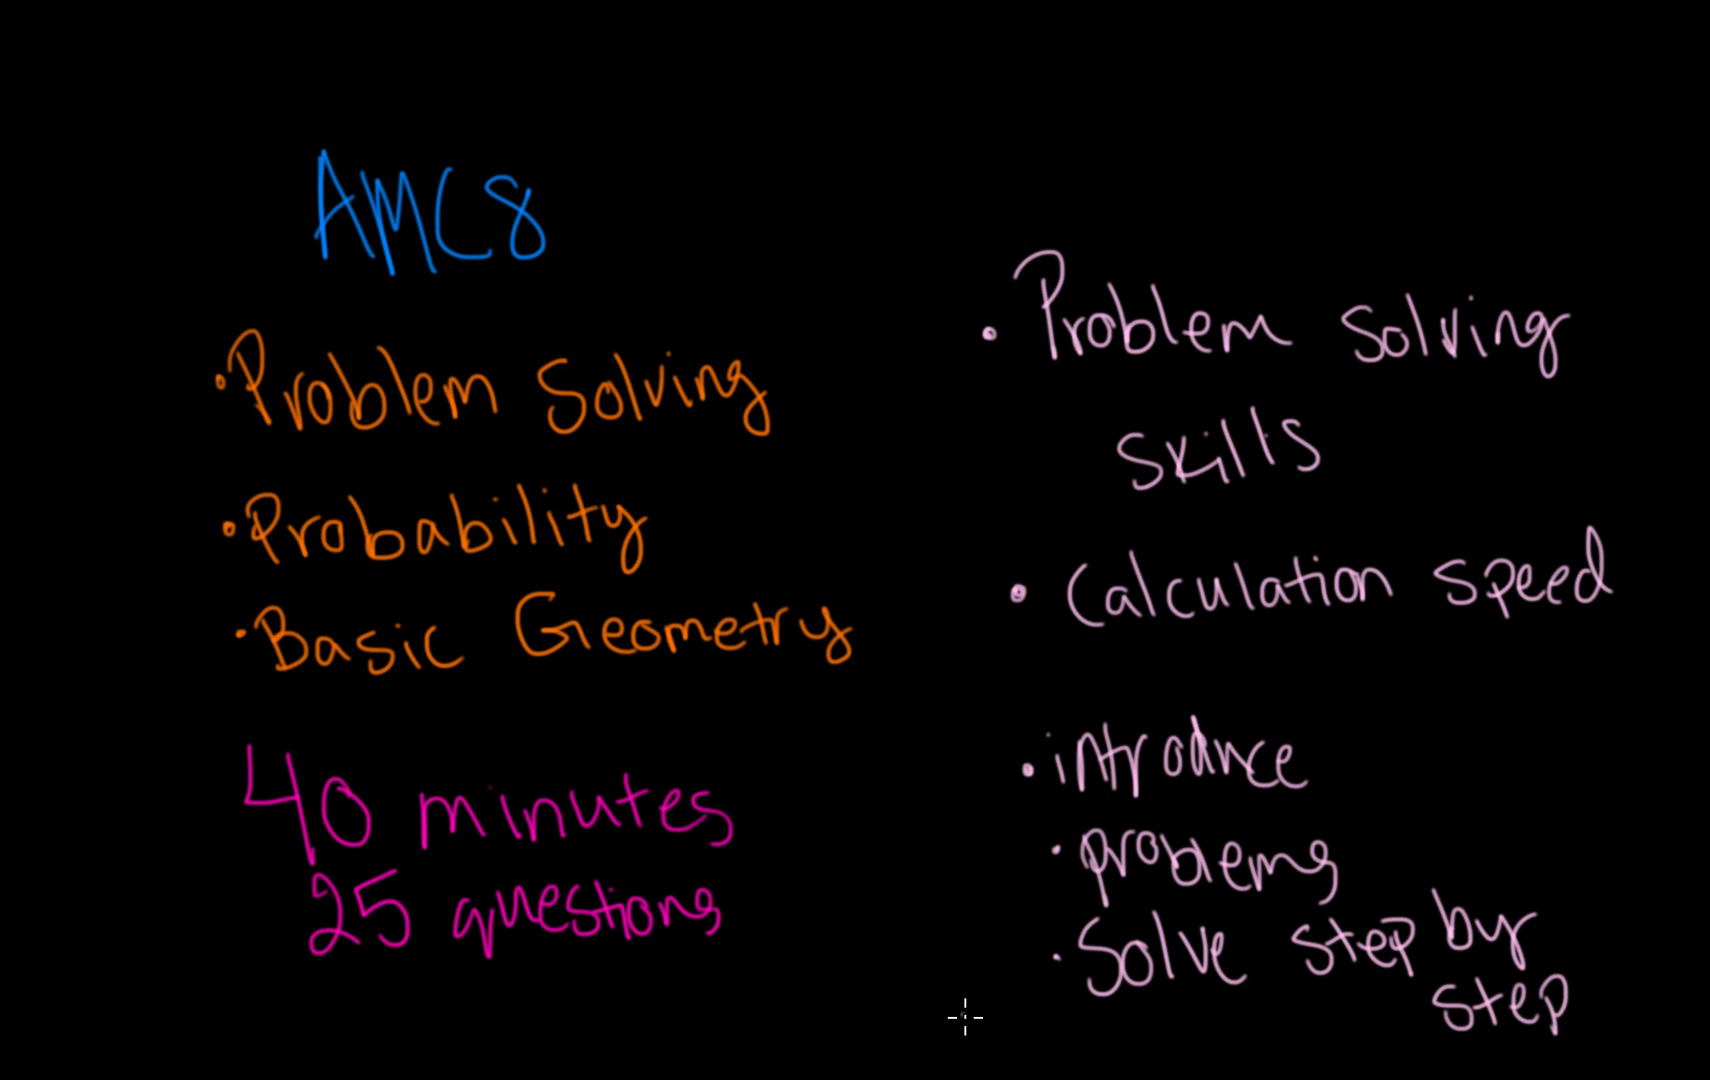 AMC8
• Problem Solving
• Probability
• Basic Geometry
40 minutes
25 questions
• Problem Solving
Skills
• Calculation speed
• introduce
• problems
• Solve step by
step